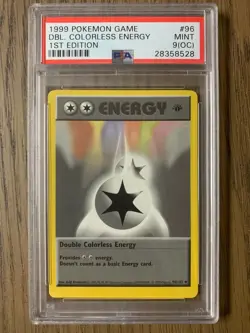 1999 POKEMON GAME #96
DBL. COLORLESS ENERGY MINT
1ST EDITION 9(OC)
PSA 28358528
ENERGY
Double Colorless Energy
Provides energy.
Doesn't count as a basic Energy card.